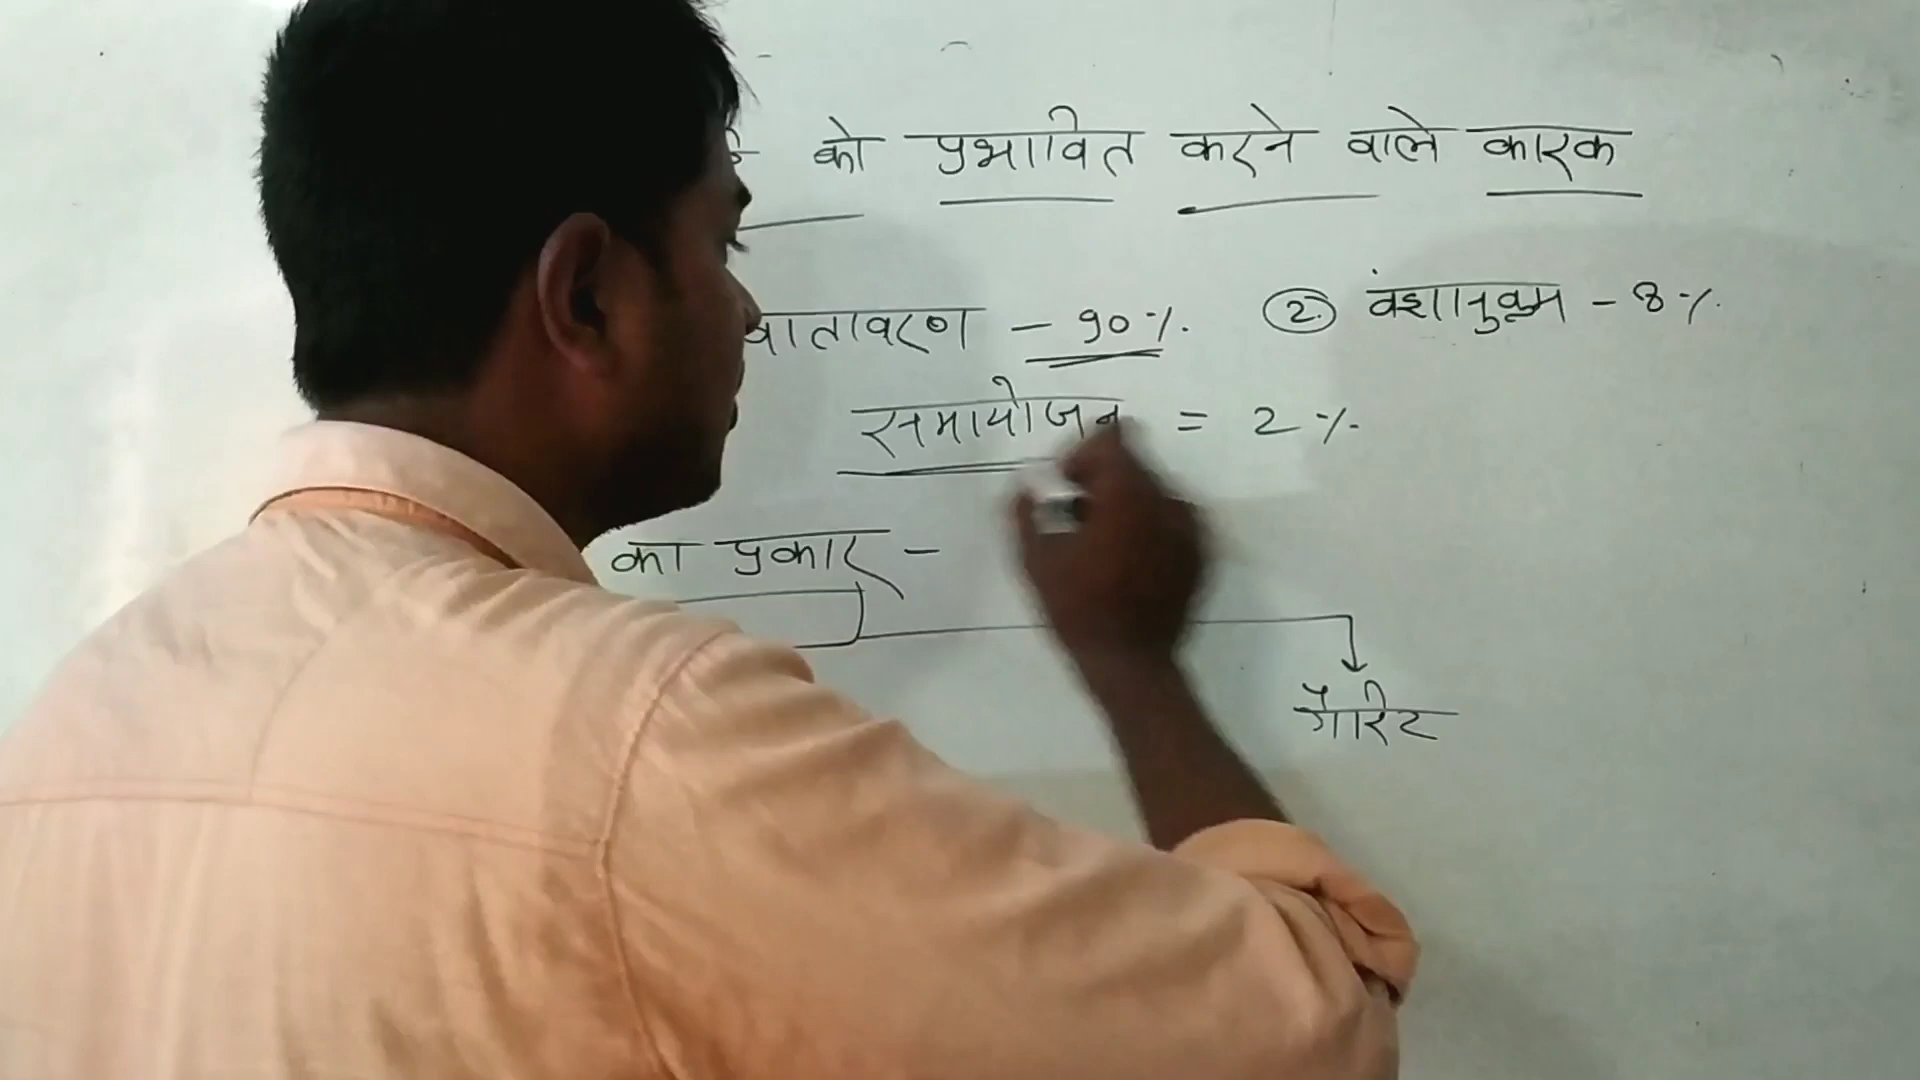 को प्रभावित करने वाले कारक
वातावरण – 90%. ② वंशानुक्रम – 8%.
समायोजन = 2%.
का प्रकार –
गैरिट